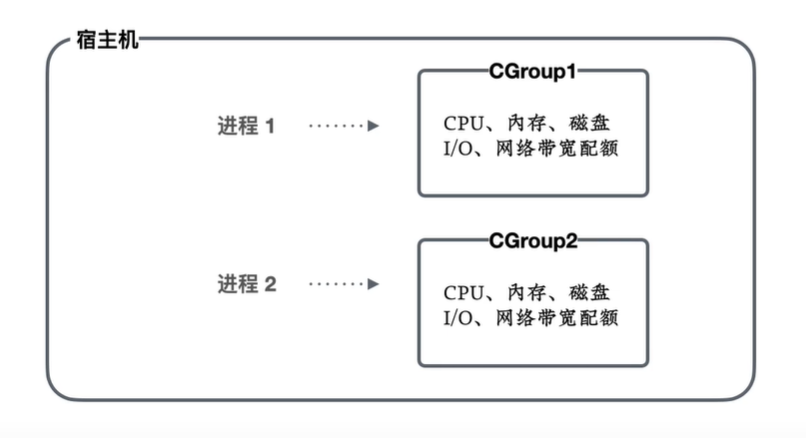 宿主机
CGroup1
进程 1
CPU、内存、磁盘
I/O、网络带宽配额
CGroup2
进程 2
CPU、内存、磁盘
I/O、网络带宽配额